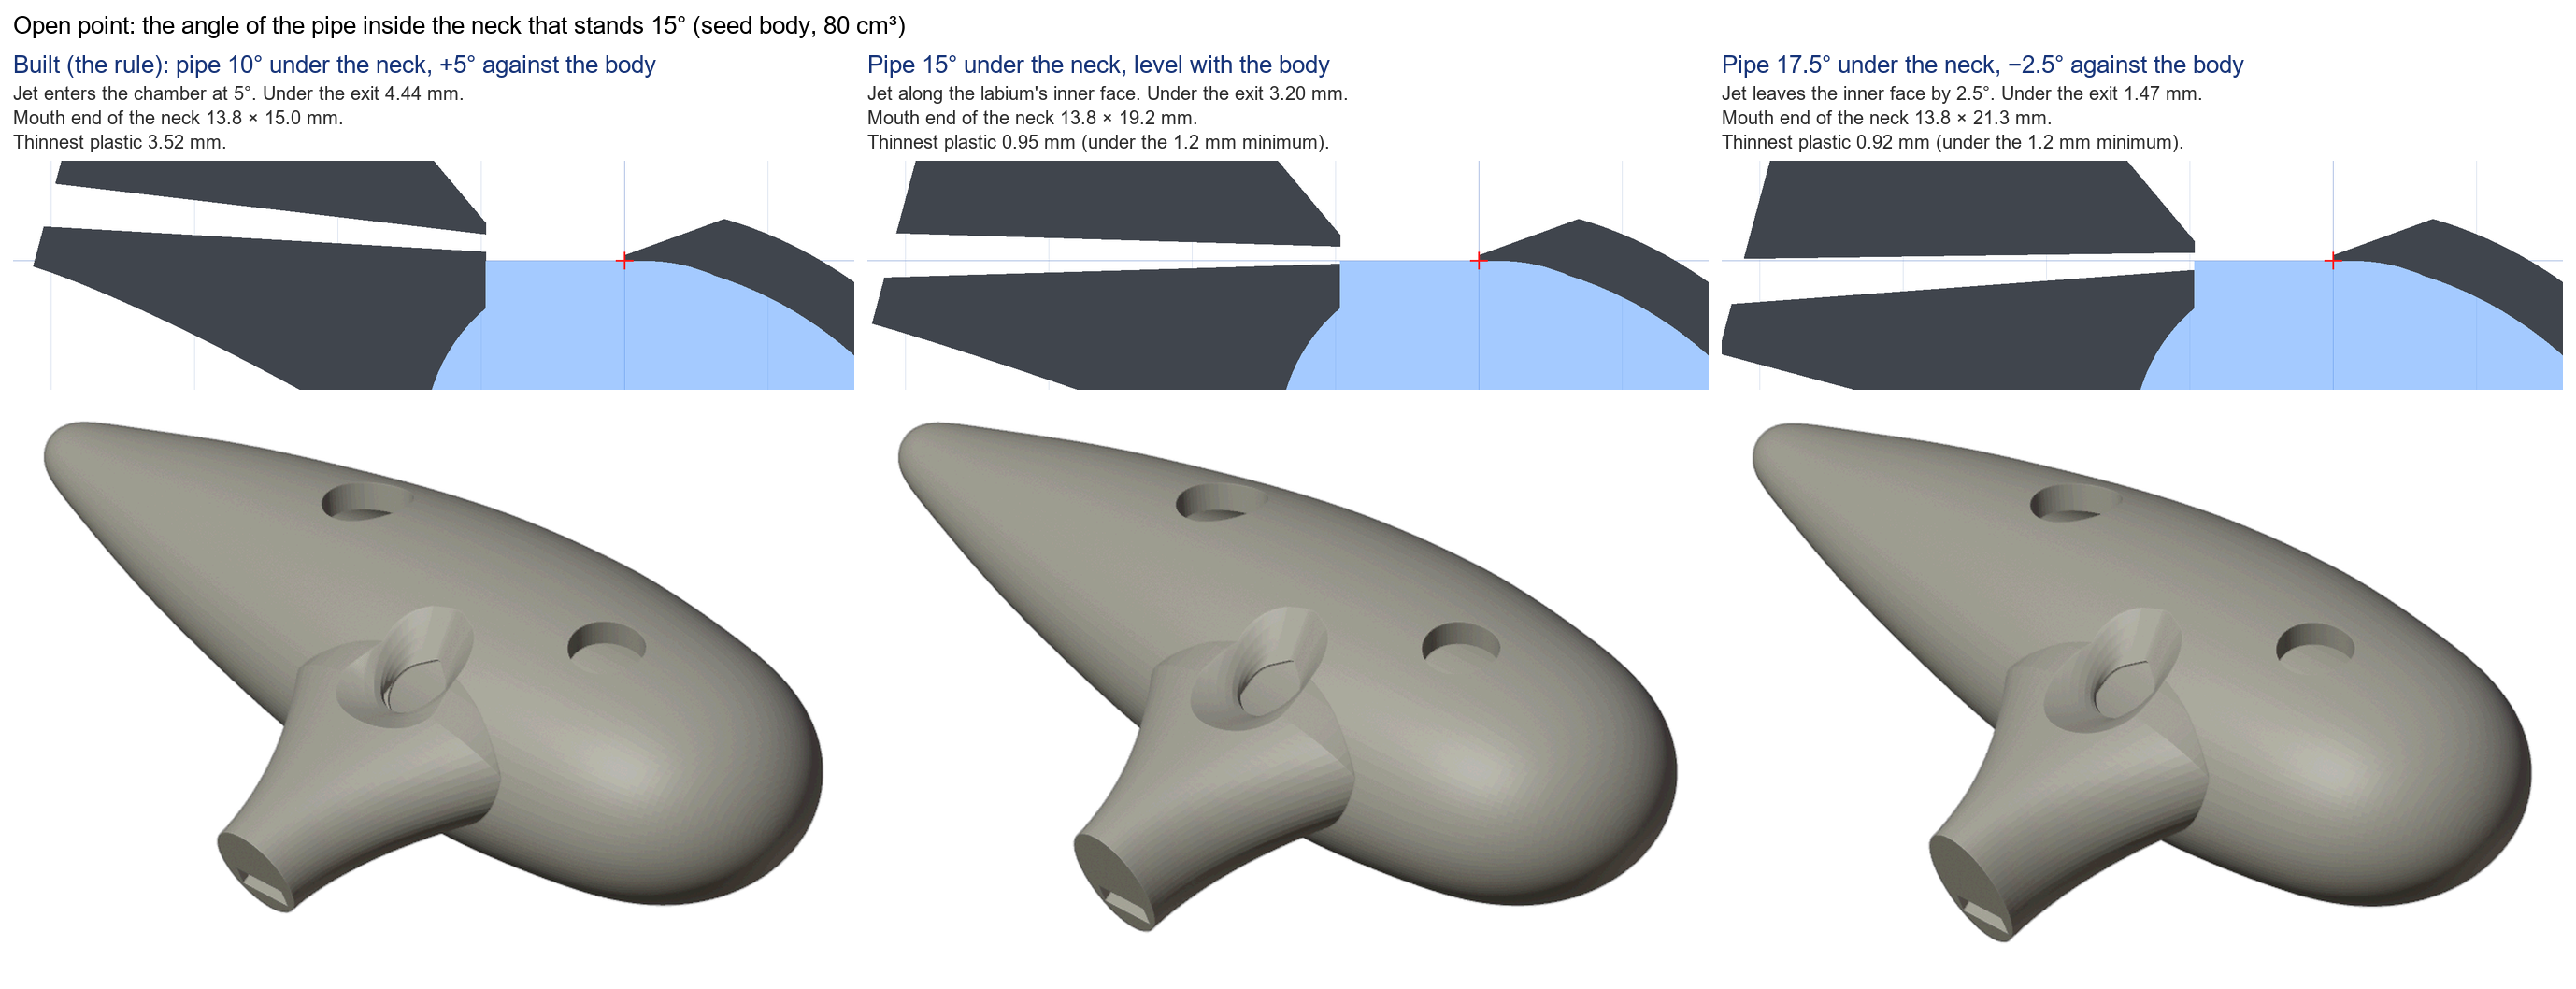 Open point: the angle of the pipe inside the neck that stands 15° (seed body, 80 cm³)
Built (the rule): pipe 10° under the neck, +5° against the body
Jet enters the chamber at 5°. Under the exit 4.44 mm.
Mouth end of the neck 13.8 × 15.0 mm.
Thinnest plastic 3.52 mm.
Pipe 15° under the neck, level with the body
Jet along the labium's inner face. Under the exit 3.20 mm.
Mouth end of the neck 13.8 × 19.2 mm.
Thinnest plastic 0.95 mm (under the 1.2 mm minimum).
Pipe 17.5° under the neck, −2.5° against the body
Jet leaves the inner face by 2.5°. Under the exit 1.47 mm.
Mouth end of the neck 13.8 × 21.3 mm.
Thinnest plastic 0.92 mm (under the 1.2 mm minimum).